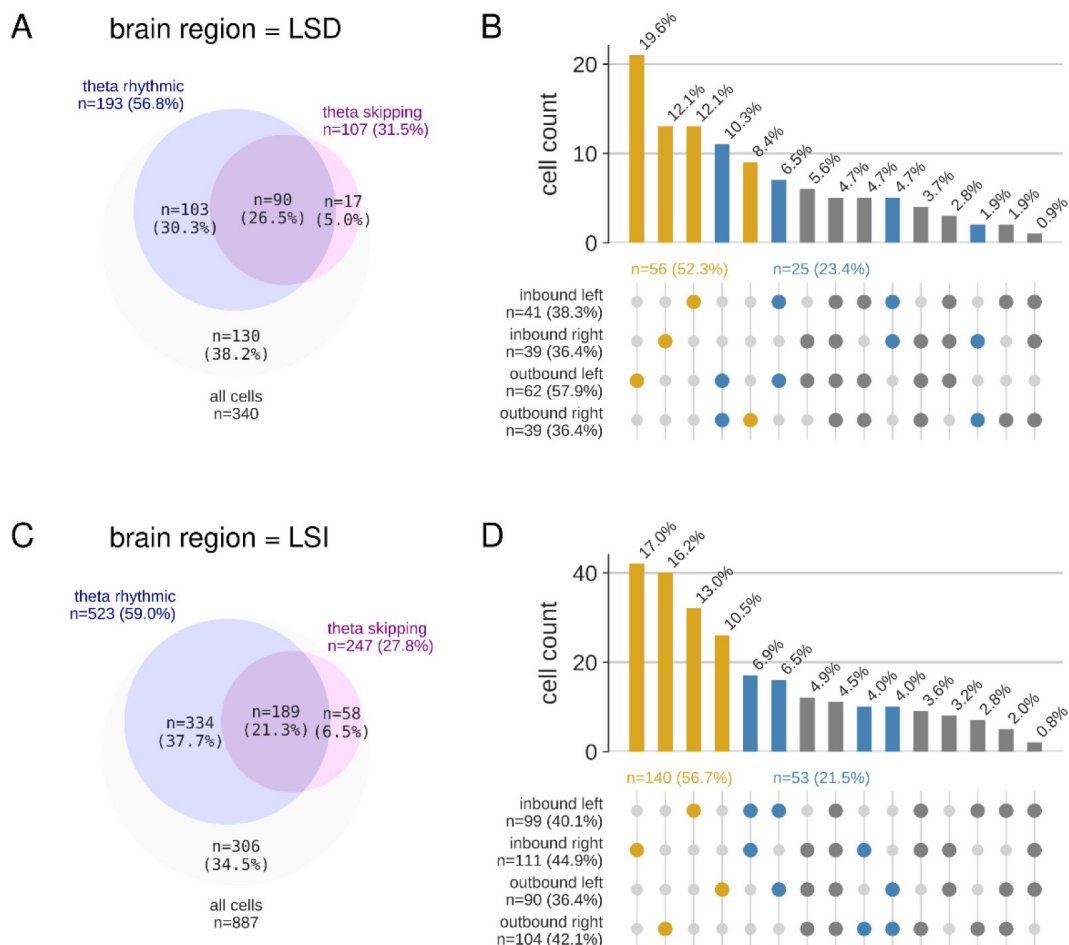 A
brain region = LSD
theta rhythmic
n=193 (56.8%)
theta skipping
n=107 (31.5%)
n=103
(30.3%)
n=90
(26.5%)
n=17
(5.0%)
n=130
(38.2%)
all cells
n=340
B
cell count
20
10
0
19.6%
12.1%
12.1%
10.3%
8.4%
6.5%
5.6%
4.7%
4.7%
4.7%
3.7%
2.8%
1.9%
1.9%
0.9%
n=56 (52.3%)
n=25 (23.4%)
inbound left
n=41 (38.3%)
inbound right
n=39 (36.4%)
outbound left
n=62 (57.9%)
outbound right
n=39 (36.4%)
C
brain region = LSI
theta rhythmic
n=523 (59.0%)
theta skipping
n=247 (27.8%)
n=334
(37.7%)
n=189
(21.3%)
n=58
(6.5%)
n=306
(34.5%)
all cells
n=887
D
cell count
40
20
0
17.0%
16.2%
13.0%
10.5%
6.9%
6.5%
4.9%
4.5%
4.0%
4.0%
3.6%
3.2%
2.8%
2.0%
0.8%
n=140 (56.7%)
n=53 (21.5%)
inbound left
n=99 (40.1%)
inbound right
n=111 (44.9%)
outbound left
n=90 (36.4%)
outbound right
n=104 (42.1%)